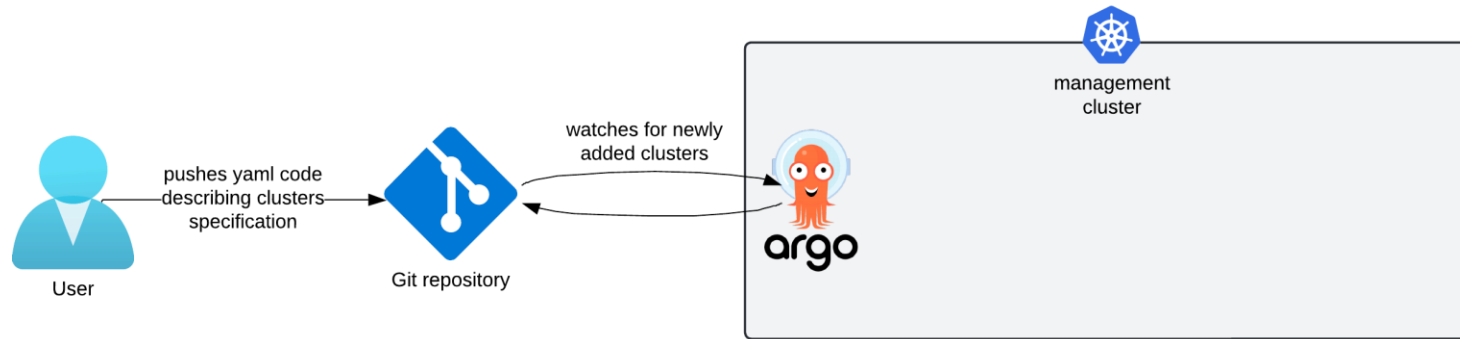 pushes yaml code
describing clusters
specification
User
Git repository
watches for newly
added clusters
argo
management
cluster